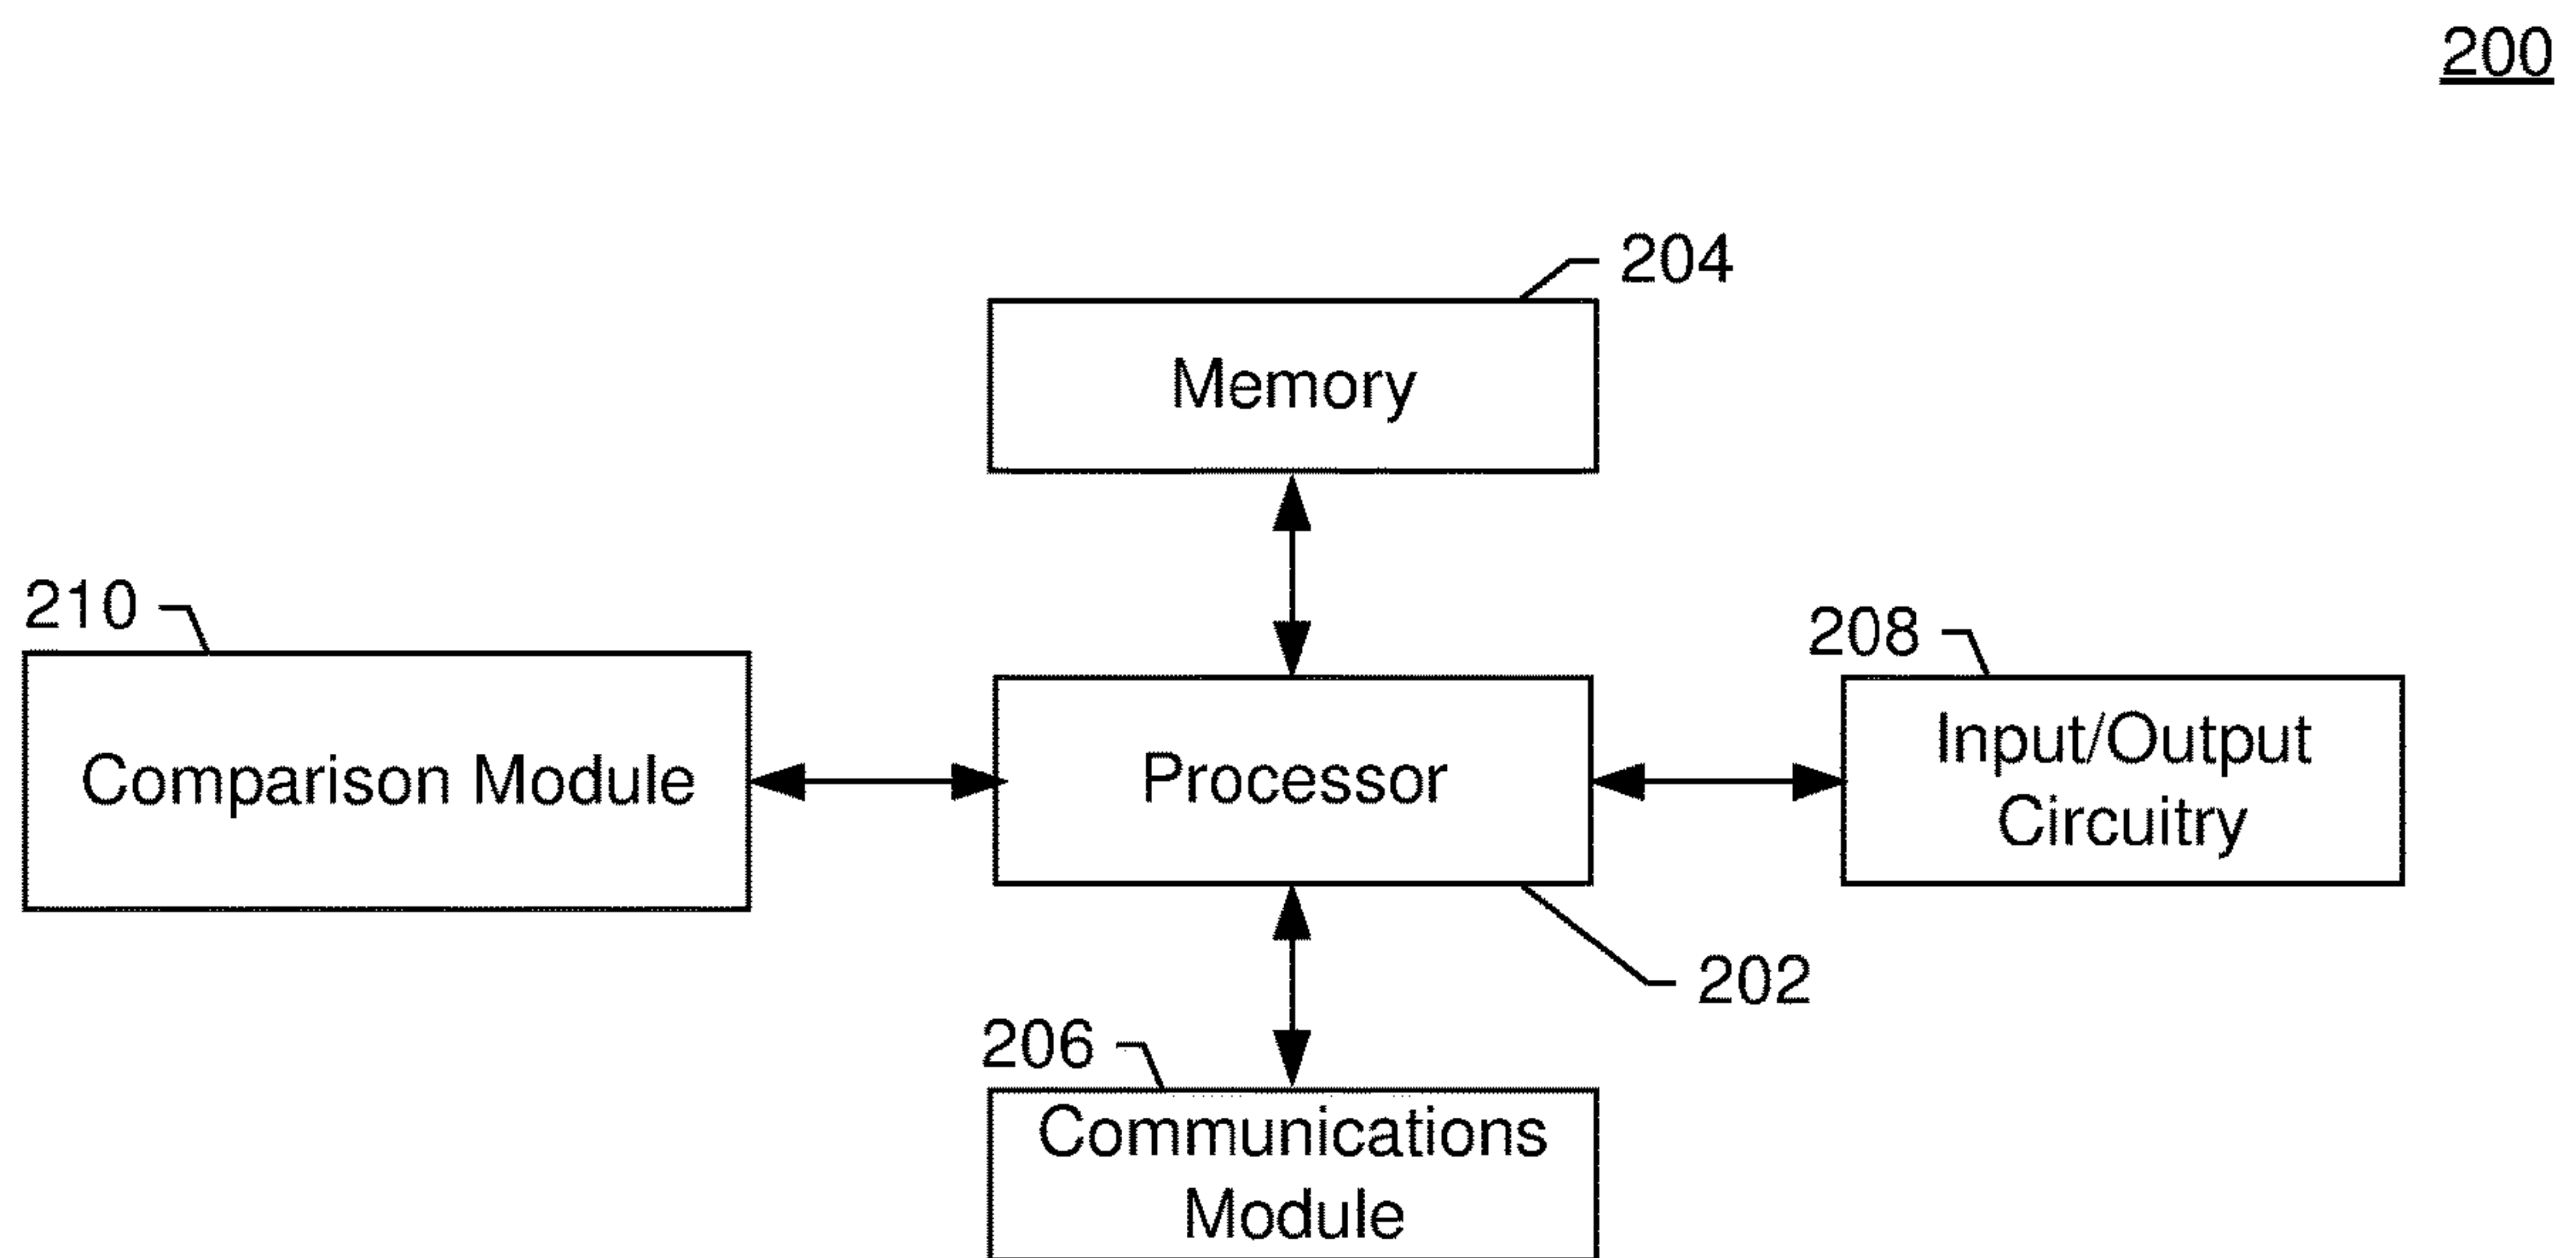 200
204
Memory
210
208
Comparison Module
Processor
Input/Output
Circuitry
202
206
Communications
Module